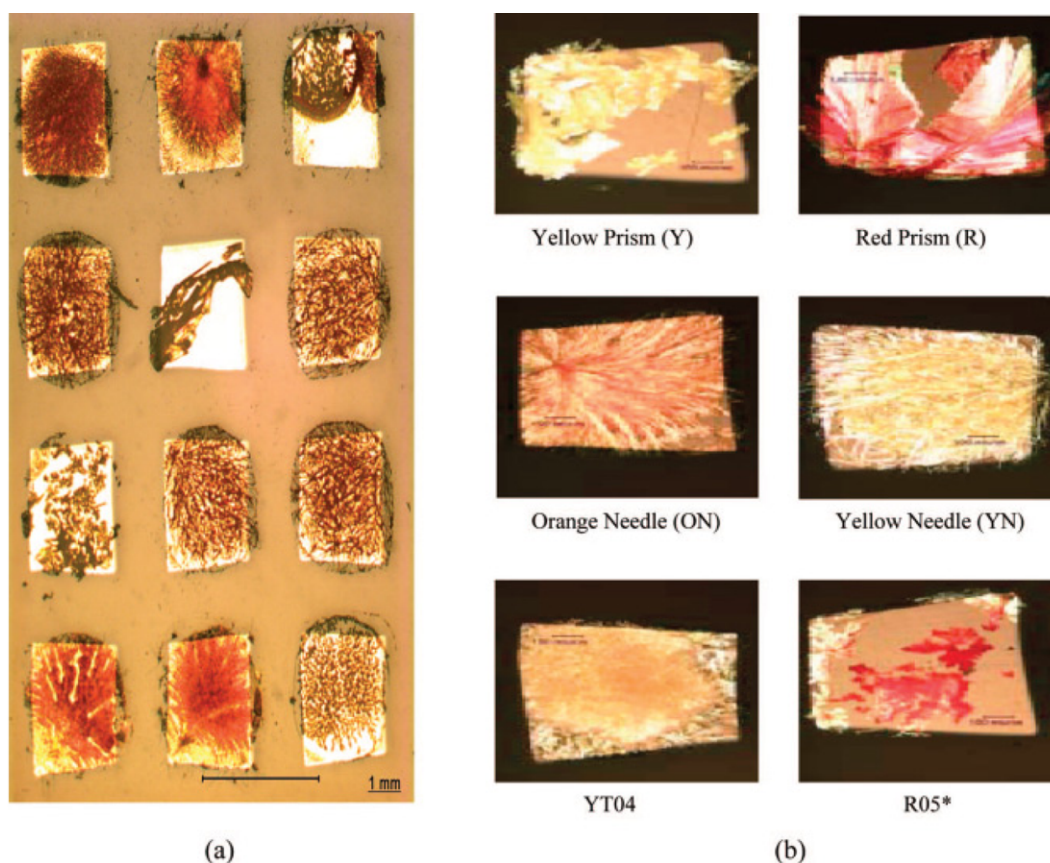 1 mm
(a)
Yellow Prism (Y)
Red Prism (R)
Orange Needle (ON)
Yellow Needle (YN)
YT04
R05*
(b)